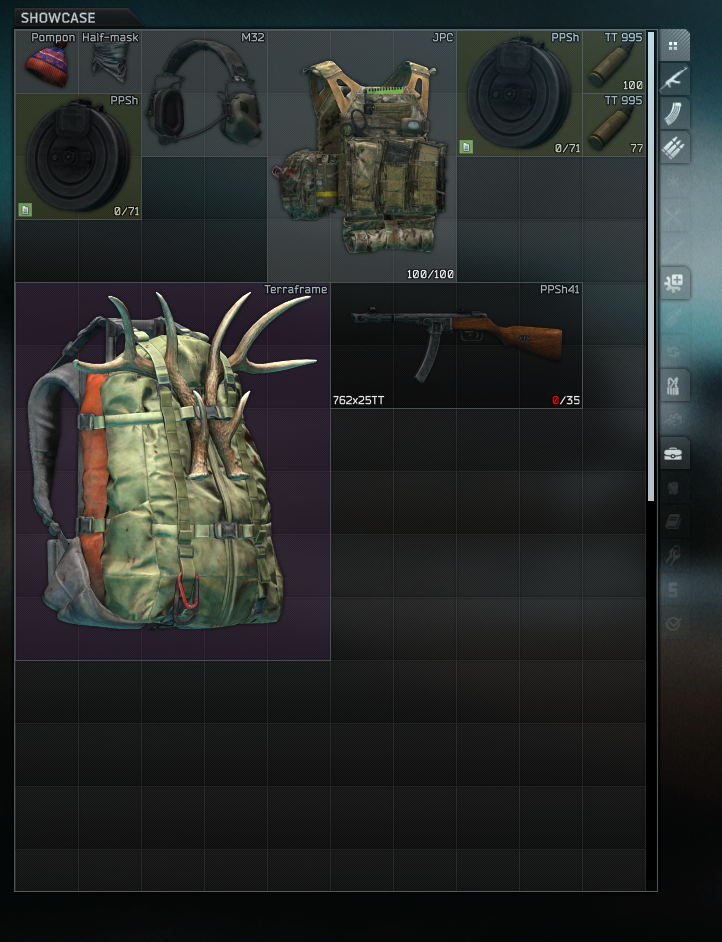 SHOWCASE
Pompon
Half-mask
M32
JPC
PPSh
TT 995
100
PPSh
0/71
TT 995
77
0/71
100/100
Terraframe
PPSh41
762x25TT
0/35
5